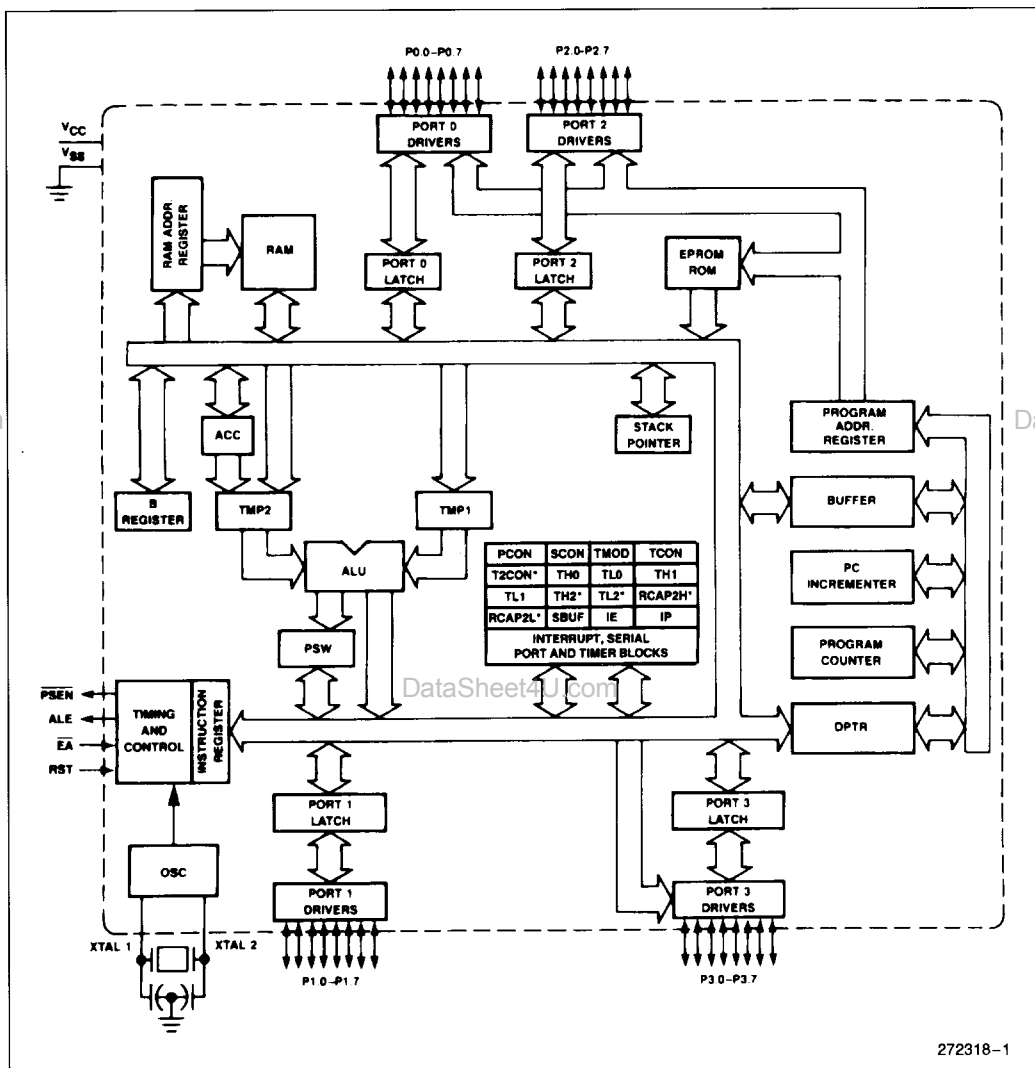 P0.0–P0.7
P2.0-P2.7
VCC
VSS
PORT 0
DRIVERS
PORT 2
DRIVERS
RAM ADDR.
REGISTER
RAM
PORT 0
LATCH
PORT 2
LATCH
EPROM
ROM
B
REGISTER
ACC
TMP2
TMP1
ALU
PSW
STACK
POINTER
PROGRAM
ADDR.
REGISTER
BUFFER
PC
INCREMENTER
PROGRAM
COUNTER
DPTR
PCON SCON TMOD TCON
T2CON* TH0 TL0 TH1
TL1 TH2* TL2* RCAP2H*
RCAP2L* SBUF IE IP
INTERRUPT, SERIAL
PORT AND TIMER BLOCKS
DataSheet4U.com
PSEN
ALE
EA
RST
TIMING
AND
CONTROL
INSTRUCTION
REGISTER
OSC
XTAL 1
XTAL 2
PORT 1
LATCH
PORT 1
DRIVERS
P1.0–P1.7
PORT 3
LATCH
PORT 3
DRIVERS
P3.0–P3.7
Da
272318–1